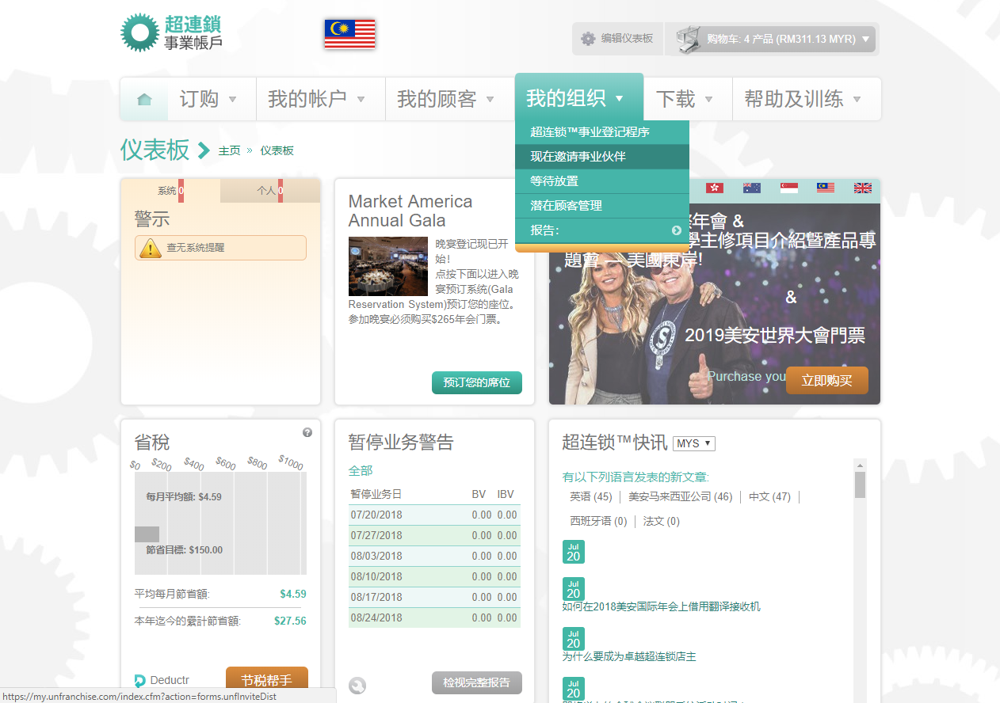 超連鎖
事業帳戶
编辑仪表板
购物车: 4 产品 (RM311.13 MYR)
订购
我的帐户
我的顾客
我的组织
下载
帮助及训练
超连锁™事业登记程序
现在邀请事业伙伴
等待放置
潜在顾客管理
报告:
仪表板
主页 » 仪表板
系统 0
个人 0
警示
查无系统提醒
Market America
Annual Gala
晚宴登记现已开
始!
点按下面以进入晚
宴预订系统(Gala
Reservation System)预订您的座位。
参加晚宴必须购买$265年会门票。
预订您的席位
年會 &
學主修項目介紹暨產品專
題會 — 美國東岸!
&
2019美安世界大會門票
Purchase you
立即购买
省税
$0 $200 $400 $600 $800 $1000
每月平均額: $4.59
節省目標: $150.00
平均每月節省額: $4.59
本年迄今的累計節省額: $27.56
Deductr
节税帮手
暂停业务警告
全部
暂停业务日 BV IBV
07/20/2018 0.00 0.00
07/27/2018 0.00 0.00
08/03/2018 0.00 0.00
08/10/2018 0.00 0.00
08/17/2018 0.00 0.00
08/24/2018 0.00 0.00
检视完整报告
超连锁™快讯 MYS
有以下列语言发表的新文章:
英语 (45) 美安马来西亚公司 (46) 中文 (47)
西班牙语 (0) 法文 (0)
Jul
20
Jul
20
如何在2018美安国际年会上借用翻译接收机
Jul
20
为什么要成为卓越超连锁店主
Jul
20
https://my.unfranchise.com/index.cfm?action=forms.unfInviteDist